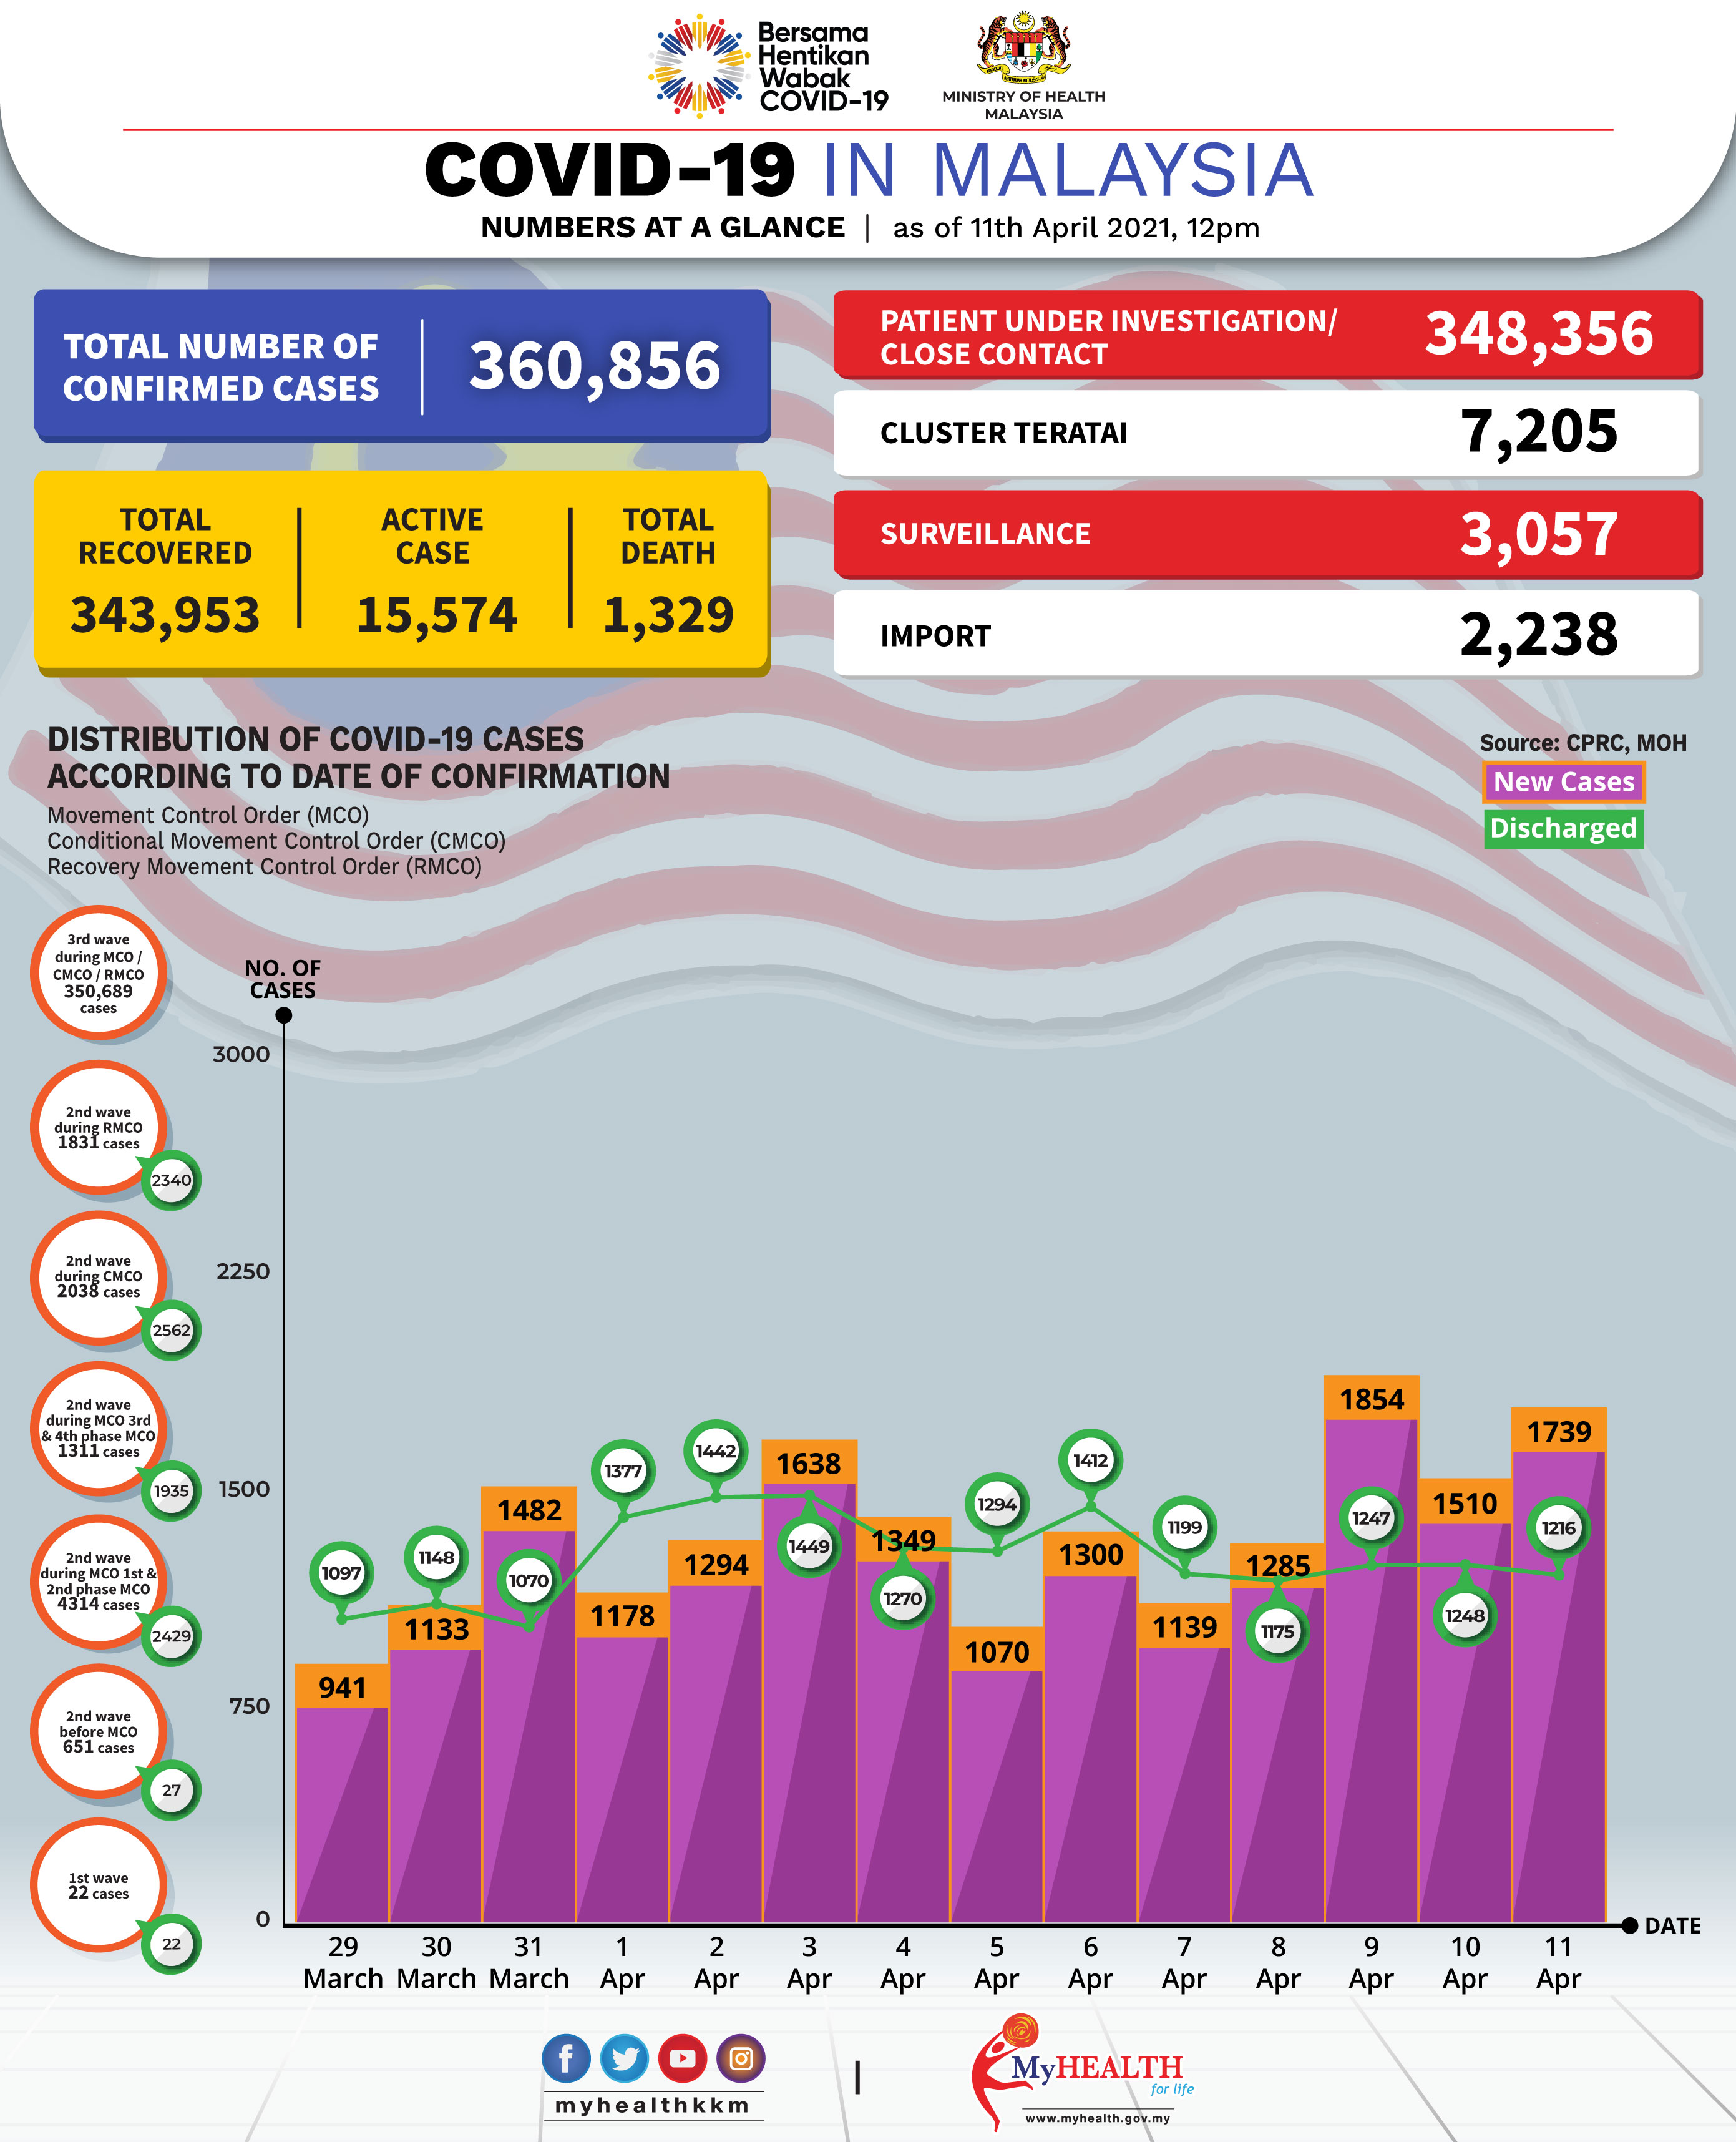 Bersama
Hentikan
Wabak
COVID-19
MINISTRY OF HEALTH
MALAYSIA
COVID-19 IN MALAYSIA
NUMBERS AT A GLANCE | as of 11th April 2021, 12pm
TOTAL NUMBER OF
CONFIRMED CASES
360,856
TOTAL
RECOVERED
343,953
ACTIVE
CASE
15,574
TOTAL
DEATH
1,329
PATIENT UNDER INVESTIGATION/
CLOSE CONTACT
348,356
CLUSTER TERATAI
7,205
SURVEILLANCE
3,057
IMPORT
2,238
DISTRIBUTION OF COVID-19 CASES
ACCORDING TO DATE OF CONFIRMATION
Movement Control Order (MCO)
Conditional Movement Control Order (CMCO)
Recovery Movement Control Order (RMCO)
Source: CPRC, MOH
New Cases
Discharged
3rd wave
during MCO /
CMCO / RMCO
350,689
cases
2nd wave
during RMCO
1831 cases
2340
2nd wave
during CMCO
2038 cases
2562
2nd wave
during MCO 3rd
& 4th phase MCO
1311 cases
1935
2nd wave
during MCO 1st &
2nd phase MCO
4314 cases
2429
2nd wave
before MCO
651 cases
27
1st wave
22 cases
22
NO. OF
CASES
3000
2250
1500
750
0
941
1133
1482
1178
1294
1638
1349
1070
1300
1139
1285
1854
1510
1739
1097
1148
1070
1377
1442
1449
1270
1294
1412
1199
1175
1247
1248
1216
29
March
30
March
31
March
1
Apr
2
Apr
3
Apr
4
Apr
5
Apr
6
Apr
7
Apr
8
Apr
9
Apr
10
Apr
11
Apr
DATE
myhealthkkm
MyHEALTH
for life
www.myhealth.gov.my